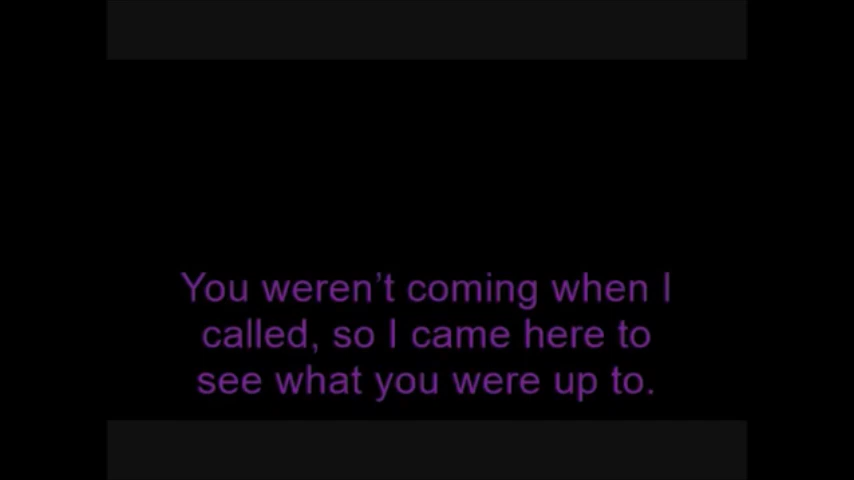 You weren’t coming when I
called, so I came here to
see what you were up to.